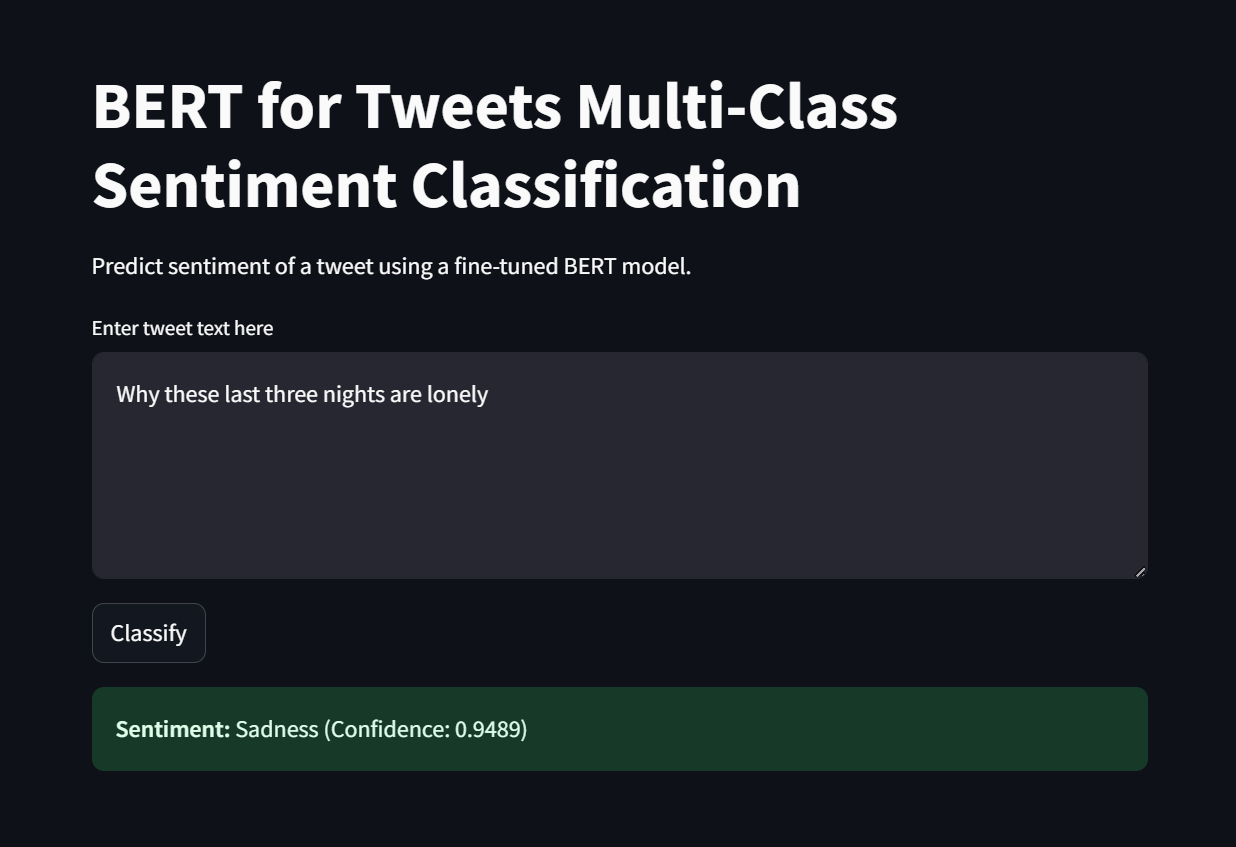 BERT for Tweets Multi-Class
Sentiment Classification
Predict sentiment of a tweet using a fine-tuned BERT model.
Enter tweet text here
Why these last three nights are lonely
Classify
Sentiment: Sadness (Confidence: 0.9489)